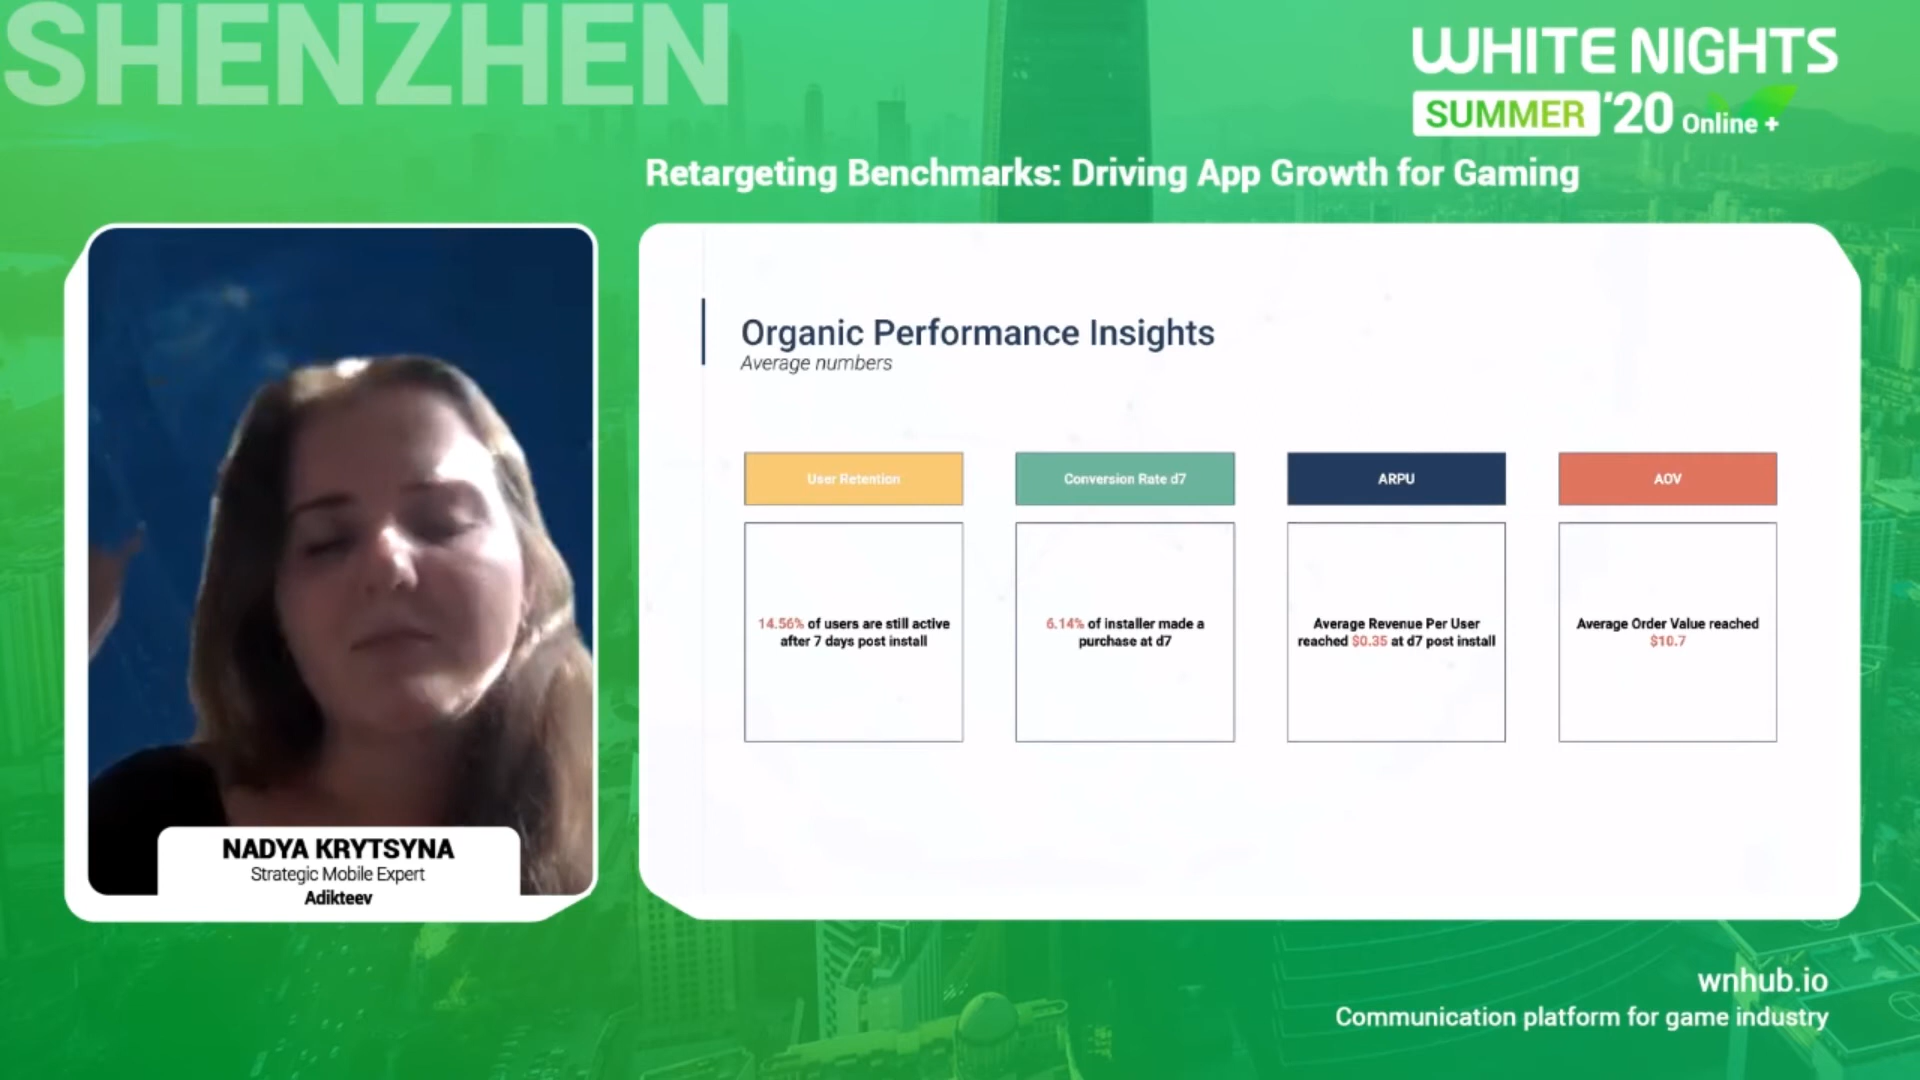 SHENZHEN
WHITE NIGHTS
SUMMER '20 Online +
Retargeting Benchmarks: Driving App Growth for Gaming
Organic Performance Insights
Average numbers
User Retention
14.56% of users are still active
after 7 days post install
Conversion Rate d7
6.14% of installer made a
purchase at d7
ARPU
Average Revenue Per User
reached $0.35 at d7 post install
AOV
Average Order Value reached
$10.7
NADYA KRYTSYNA
Strategic Mobile Expert
Adikteev
wnhub.io
Communication platform for game industry